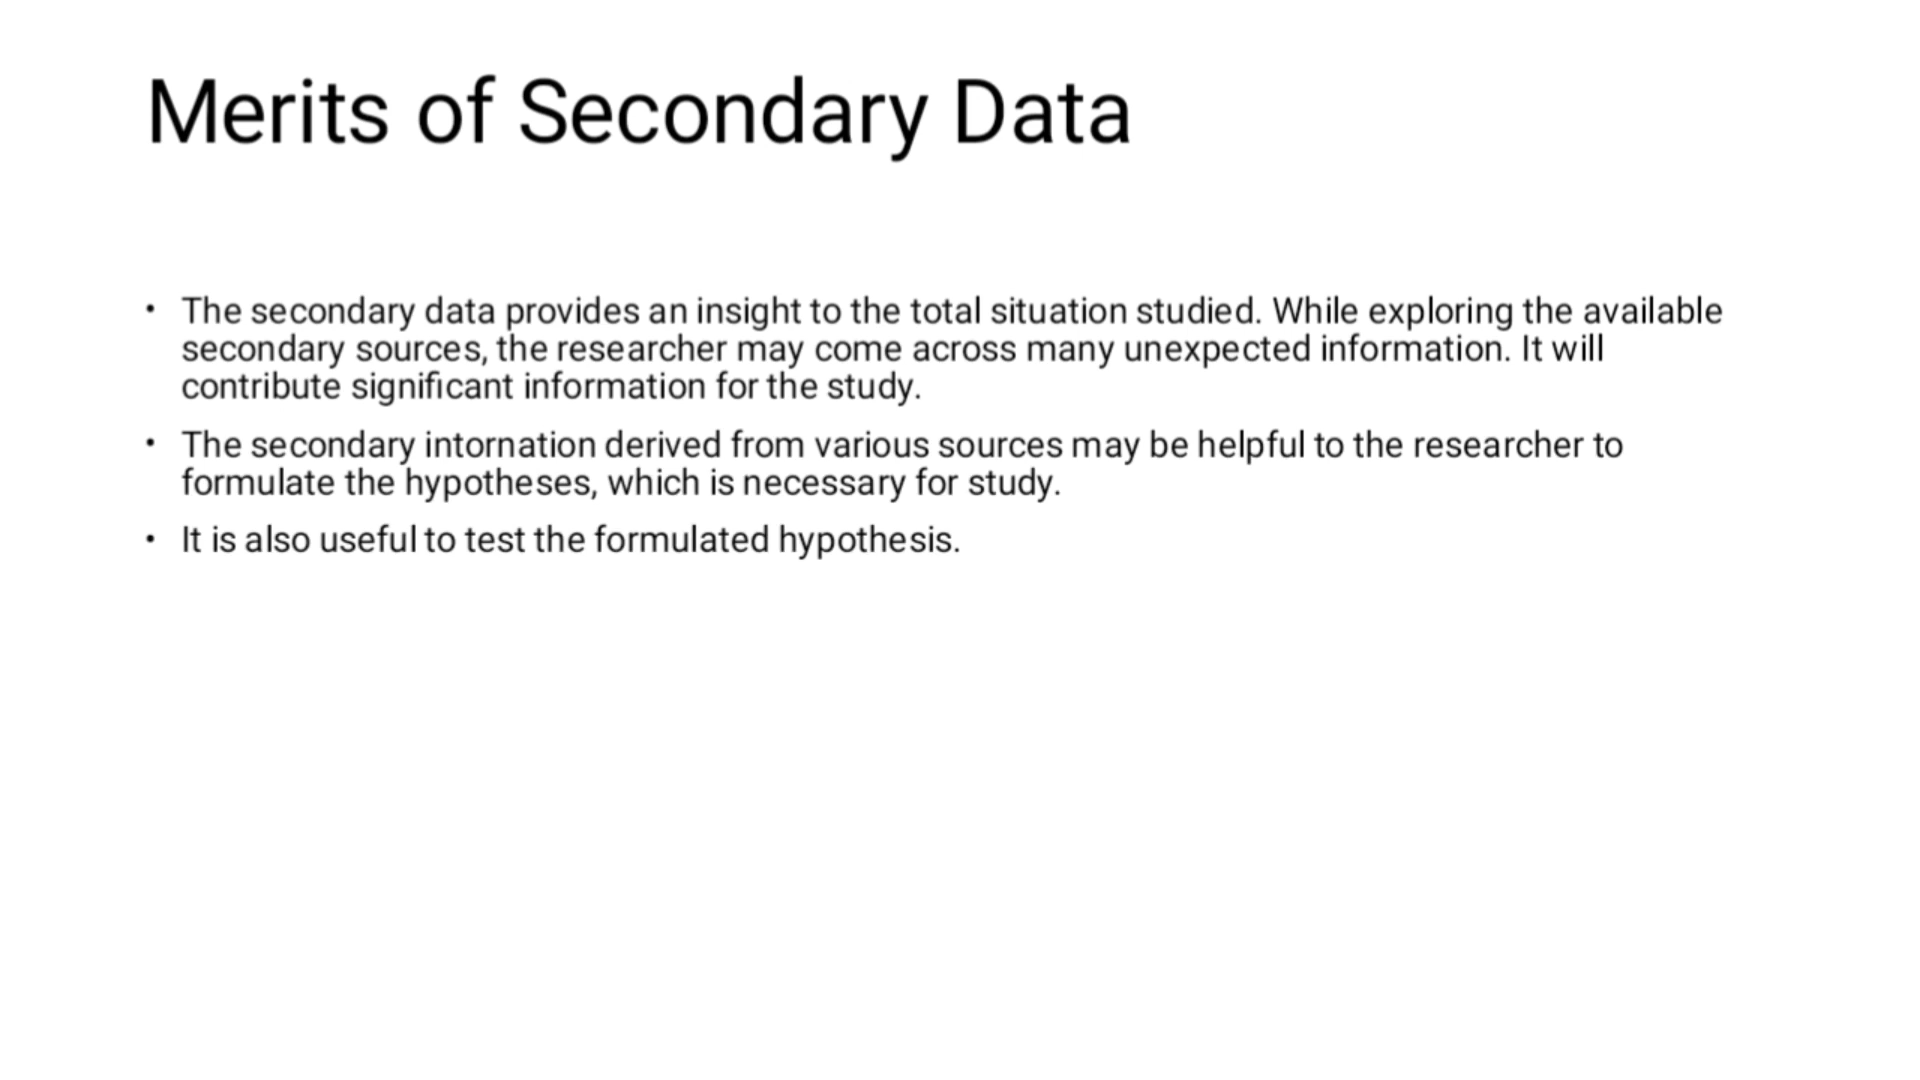 Merits of Secondary Data
• The secondary data provides an insight to the total situation studied. While exploring the available
secondary sources, the researcher may come across many unexpected information. It will
contribute significant information for the study.
• The secondary intornation derived from various sources may be helpful to the researcher to
formulate the hypotheses, which is necessary for study.
• It is also useful to test the formulated hypothesis.